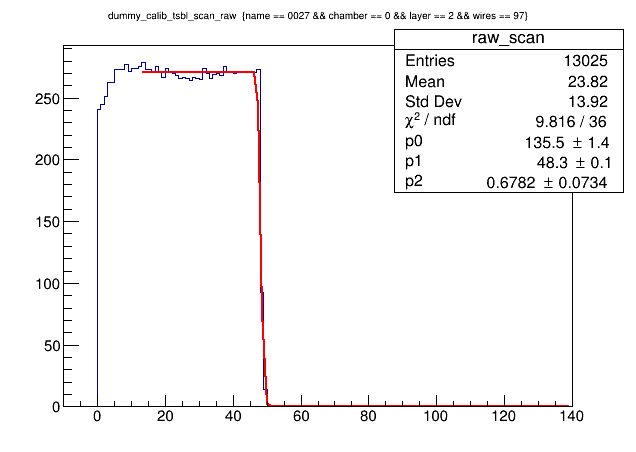 dummy_calib_tsbl_scan_raw {name == 0027 && chamber == 0 && layer == 2 && wires == 97}
raw_scan
Entries 13025
Mean 23.82
Std Dev 13.92
χ² / ndf 9.816 / 36
p0 135.5 ± 1.4
p1 48.3 ± 0.1
p2 0.6782 ± 0.0734
250
200
150
100
50
0
0 20 40 60 80 100 120 140